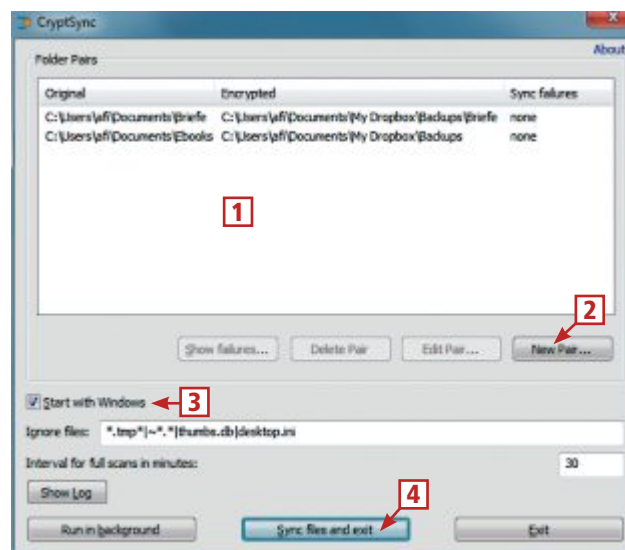 CryptSync
About
Folder Pairs
Original Encrypted Sync failures
C:\Users\afi\Documents\Briefe C:\Users\afi\Documents\My Dropbox\Backups\Briefe none
C:\Users\afi\Documents\Ebooks C:\Users\afi\Documents\My Dropbox\Backups none
1
2
Show failures... Delete Pair Edit Pair... New Pair...
Start with Windows 3
Ignore files: *.tmp*|~*.*|thumbs.db|desktop.ini
Interval for full scans in minutes: 30
Show Log
4
Run in background Sync files and exit Exit